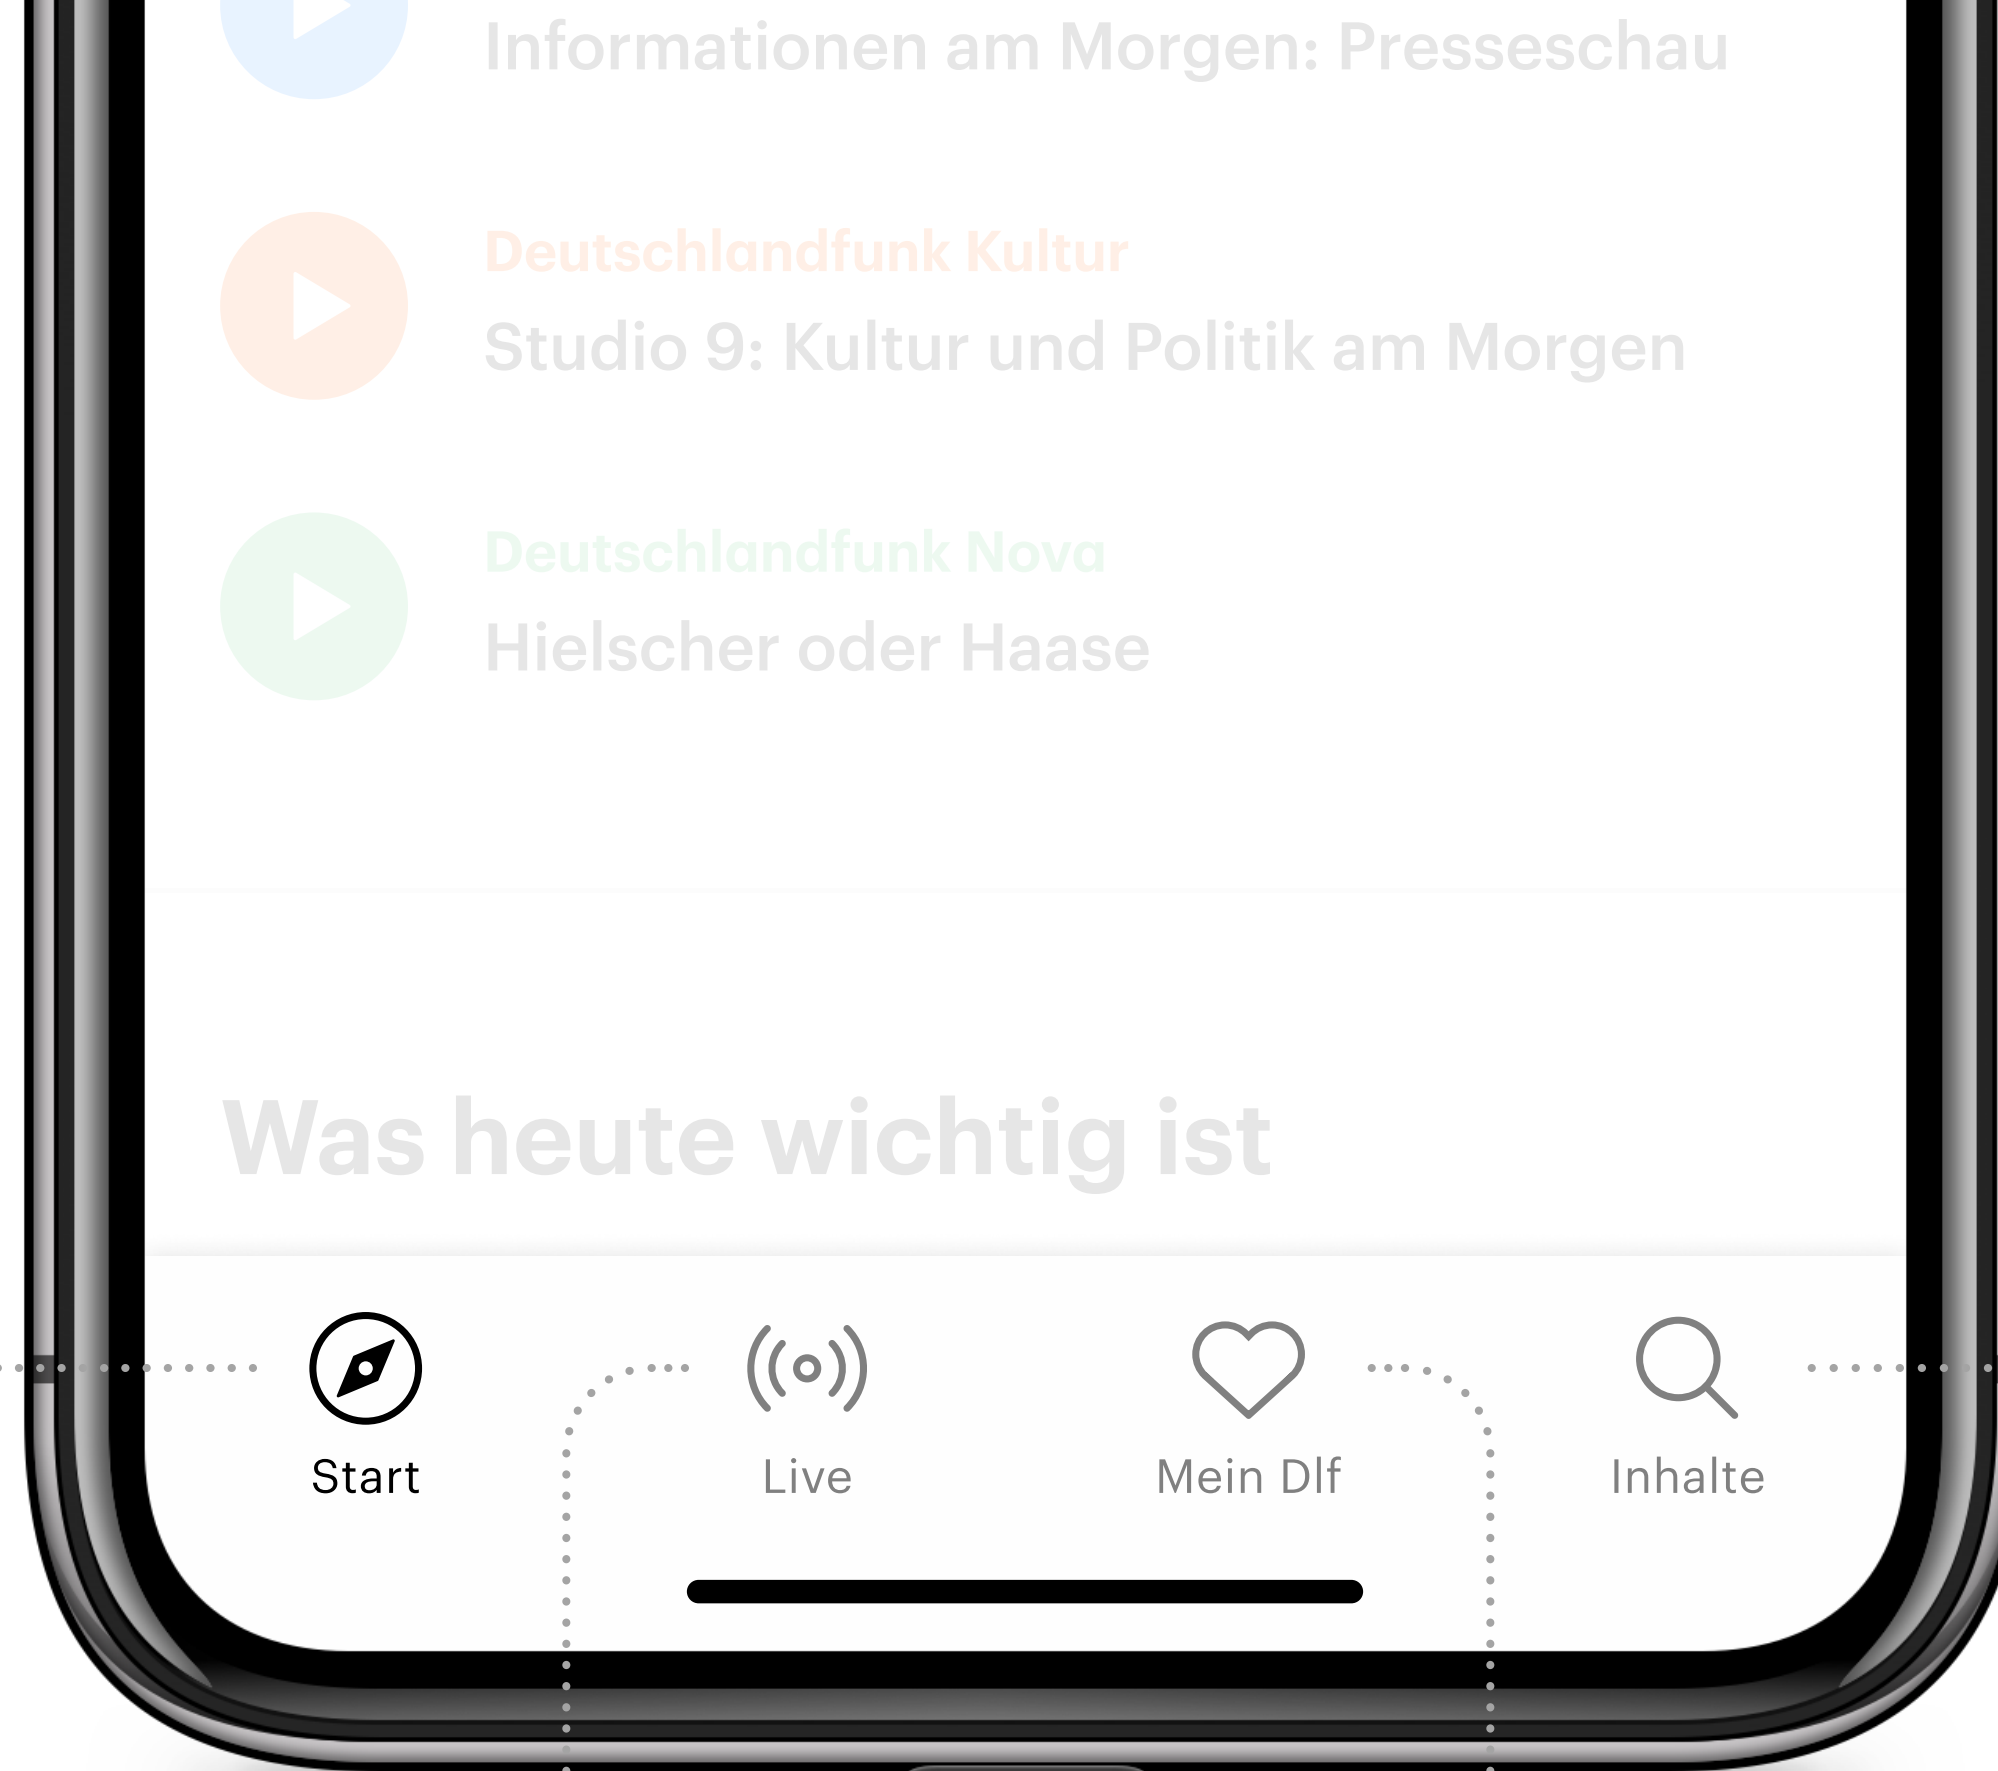 Informationen am Morgen: Presseschau
Deutschlandfunk Kultur
Studio 9: Kultur und Politik am Morgen
Deutschlandfunk Nova
Hielscher oder Haase
Was heute wichtig ist
Start
Live
Mein Dlf
Inhalte